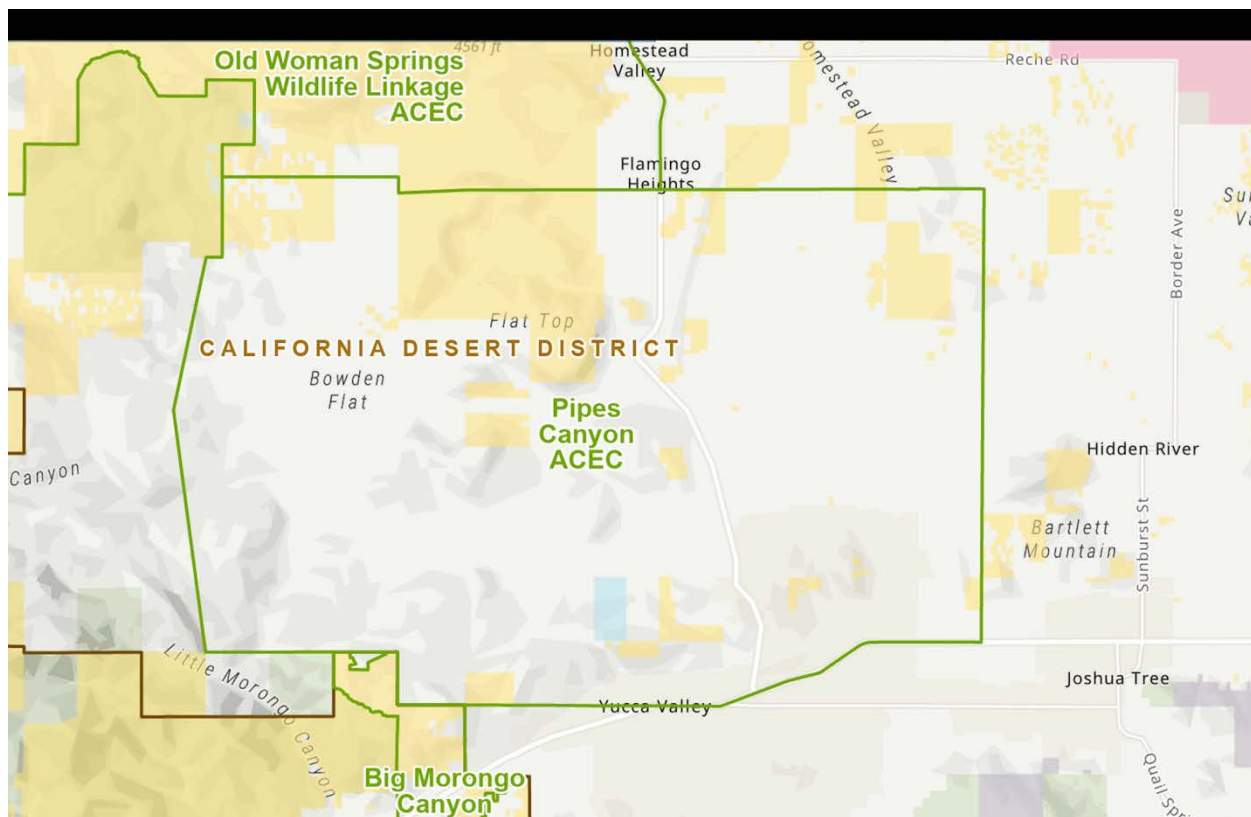 4561 ft
Old Woman Springs
Wildlife Linkage
ACEC
Homestead
Valley
Homestead Valley
Reche Rd
Flamingo
Heights
Border Ave
Flat Top
CALIFORNIA DESERT DISTRICT
Bowden
Flat
Pipes
Canyon
ACEC
Canyon
Hidden River
Bartlett
Mountain
Sunburst St
Little Morongo Canyon
Yucca Valley
Joshua Tree
Big Morongo
Canyon